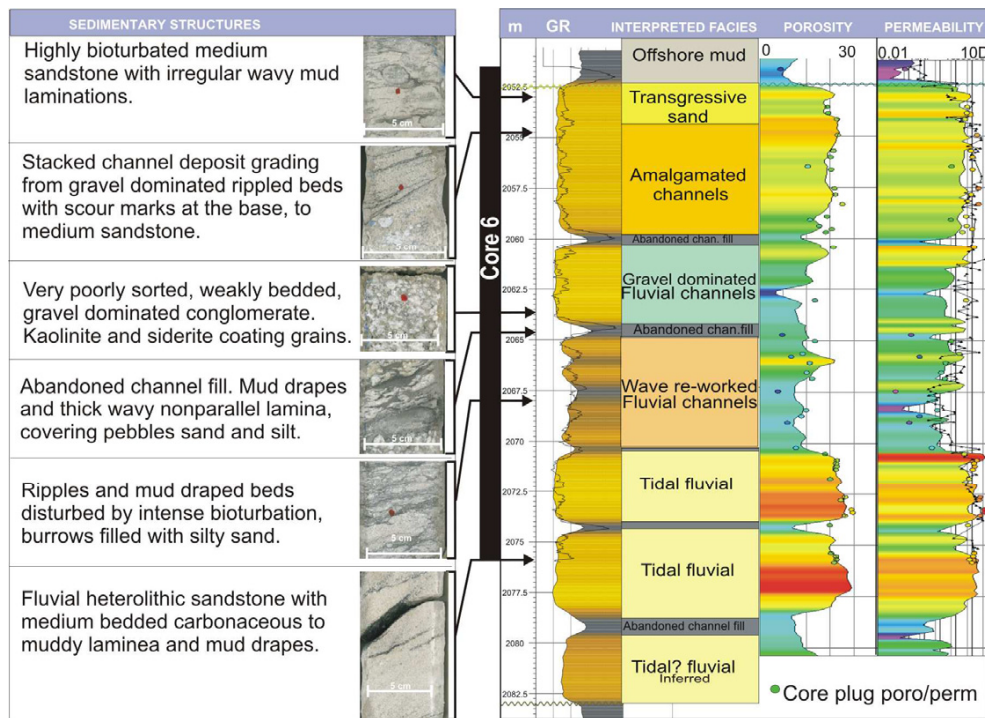 SEDIMENTARY STRUCTURES
Highly bioturbated medium
sandstone with irregular wavy mud
laminations.
5 cm
Stacked channel deposit grading
from gravel dominated rippled beds
with scour marks at the base, to
medium sandstone.
5 cm
Very poorly sorted, weakly bedded,
gravel dominated conglomerate.
Kaolinite and siderite coating grains.
5 cm
Abandoned channel fill. Mud drapes
and thick wavy nonparallel lamina,
covering pebbles sand and silt.
5 cm
Ripples and mud draped beds
disturbed by intense bioturbation,
burrows filled with silty sand.
5 cm
Fluvial heterolithic sandstone with
medium bedded carbonaceous to
muddy laminea and mud drapes.
5 cm
Core 6
m GR INTERPRETED FACIES POROSITY PERMEABILITY
0 30 0.01 10D
2052.5
2055
2057.5
2060
2062.5
2065
2067.5
2070
2072.5
2075
2077.5
2080
2082.5
Offshore mud
Transgressive
sand
Amalgamated
channels
Abandoned chan. fill
Gravel dominated
Fluvial channels
Abandoned chan.fill
Wave re-worked
Fluvial channels
Tidal fluvial
Tidal fluvial
Abandoned channel fill
Tidal? fluvial
Inferred
Core plug poro/perm